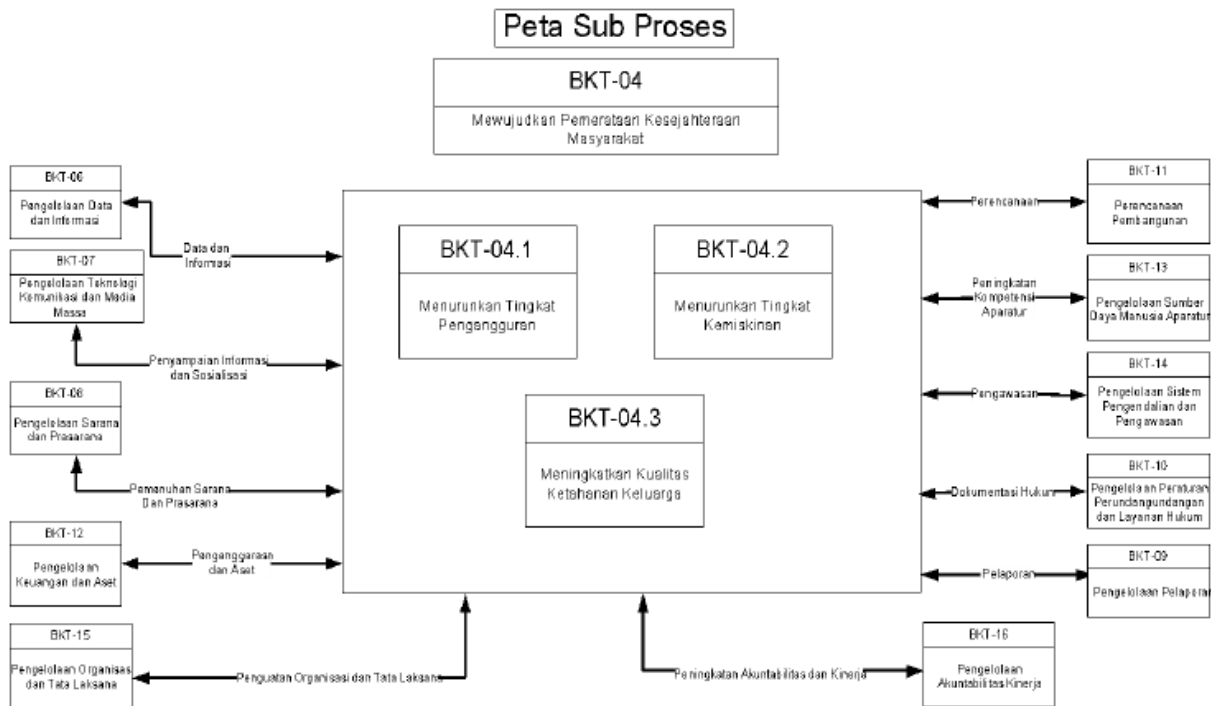 Peta Sub Proses
BKT-04
Mewujudkan Pemerataan Kesejahteraan
Masyarakat
BKT-06
Pengelolaan Data
dan Informasi
Data dan
Informasi
BKT-07
Pengelolaan Teknologi
Komunikasi dan Media
Massa
Penyampaian Informasi
dan Sosialisasi
BKT-08
Pengelolaan Sarana
dan Prasarana
Pemenuhan Sarana
Dan Prasarana
BKT-12
Pengelolaan
Keuangan dan Aset
Penganggaraan
dan Aset
BKT-15
Pengelolaan Organisas
dan Tata Laksana
Penguatan Organisasi dan Tata Laksana
BKT-04.1
Menurunkan Tingkat
Pengangguran
BKT-04.2
Menurunkan Tingkat
Kemiskinan
BKT-04.3
Meningkatkan Kualitas
Ketahanan Keluarga
Perencanaan
BKT-11
Perencanaan
Pembangunan
Peningkatan
Kompetensi
Aparatur
BKT-13
Pengelolaan Sumber
Daya Manusia Aparatur
Pengawasan
BKT-14
Pengelolaan Sistem
Pengendalian dan
Pengawasan
Dokumentasi Hukum
BKT-10
Pengelolaan Peraturan
Perundangundangan
dan Layanan Hukum
Pelaporan
BKT-09
Pengelolaan Pelaporan
Peningkatan Akuntabilitas dan Kinerja
BKT-16
Pengelolaan
Akuntabilitas Kinerja